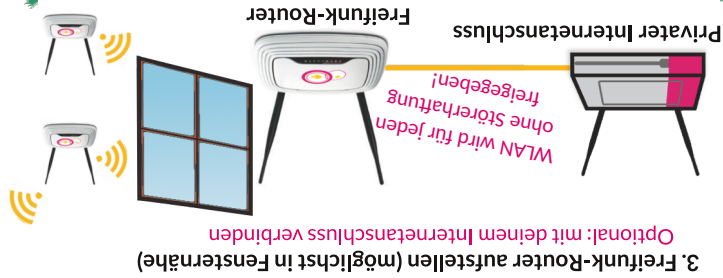 3. Freifunk-Router aufstellen (möglichst in Fensternähe)
Optional: mit deinem Internetanschluss verbinden
WLAN wird für jeden
ohne Störerhaftung
freigegeben!
Privater Internetanschluss
Freifunk-Router